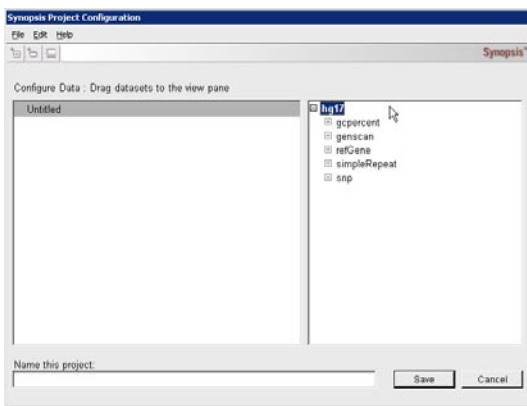 Synopsis Project Configuration
File Edit Help
Synopsis™
Configure Data : Drag datasets to the view pane
Untitled
hg17
gcpercent
genscan
refGene
simpleRepeat
snp
Name this project:
Save Cancel